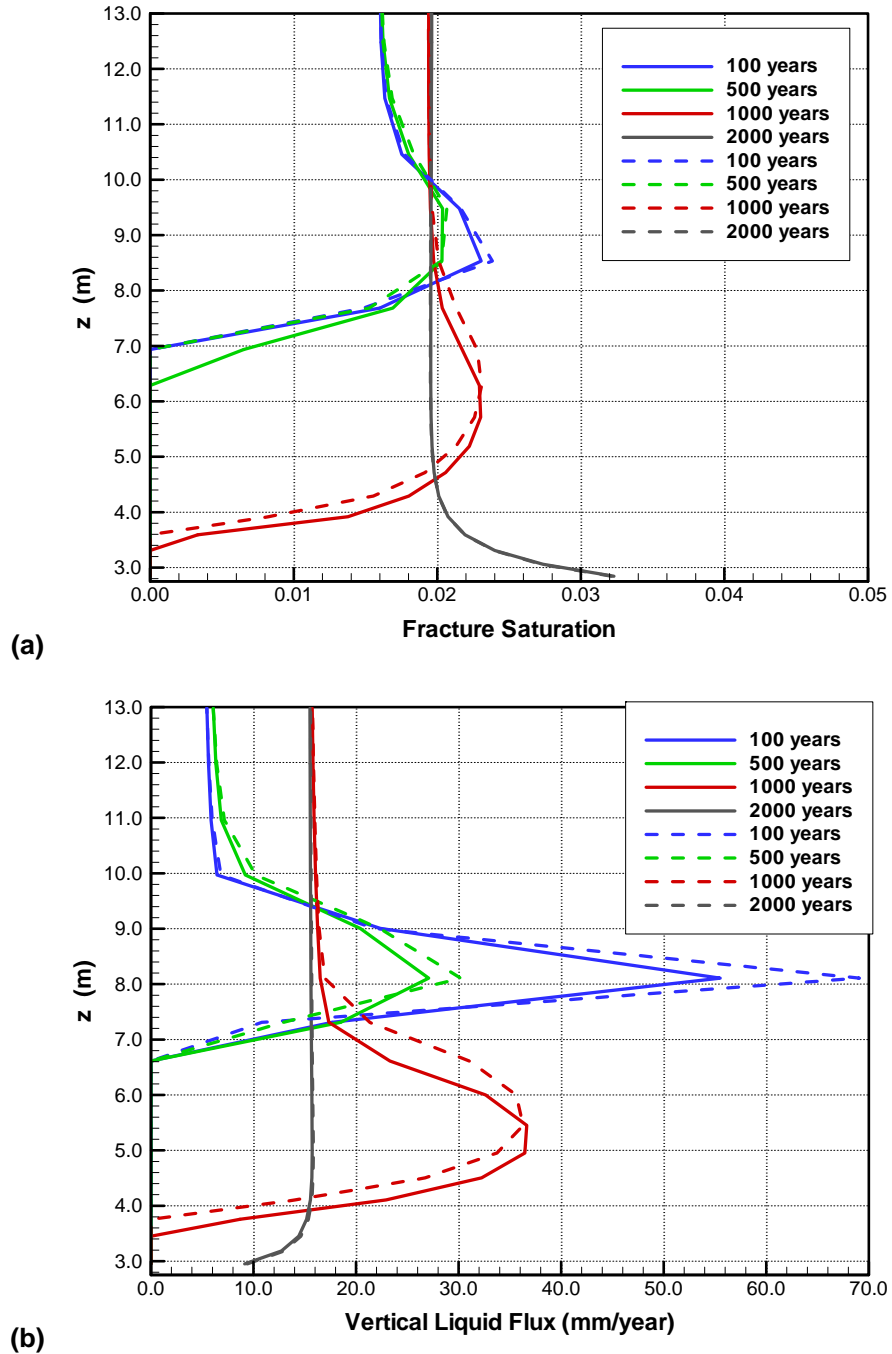 13.0
12.0
11.0
10.0
9.0
8.0
7.0
6.0
5.0
4.0
3.0
z (m)
100 years
500 years
1000 years
2000 years
100 years
500 years
1000 years
2000 years
0.00 0.01 0.02 0.03 0.04 0.05
Fracture Saturation
(a)
13.0
12.0
11.0
10.0
9.0
8.0
7.0
6.0
5.0
4.0
3.0
z (m)
100 years
500 years
1000 years
2000 years
100 years
500 years
1000 years
2000 years
0.0 10.0 20.0 30.0 40.0 50.0 60.0 70.0
Vertical Liquid Flux (mm/year)
(b)